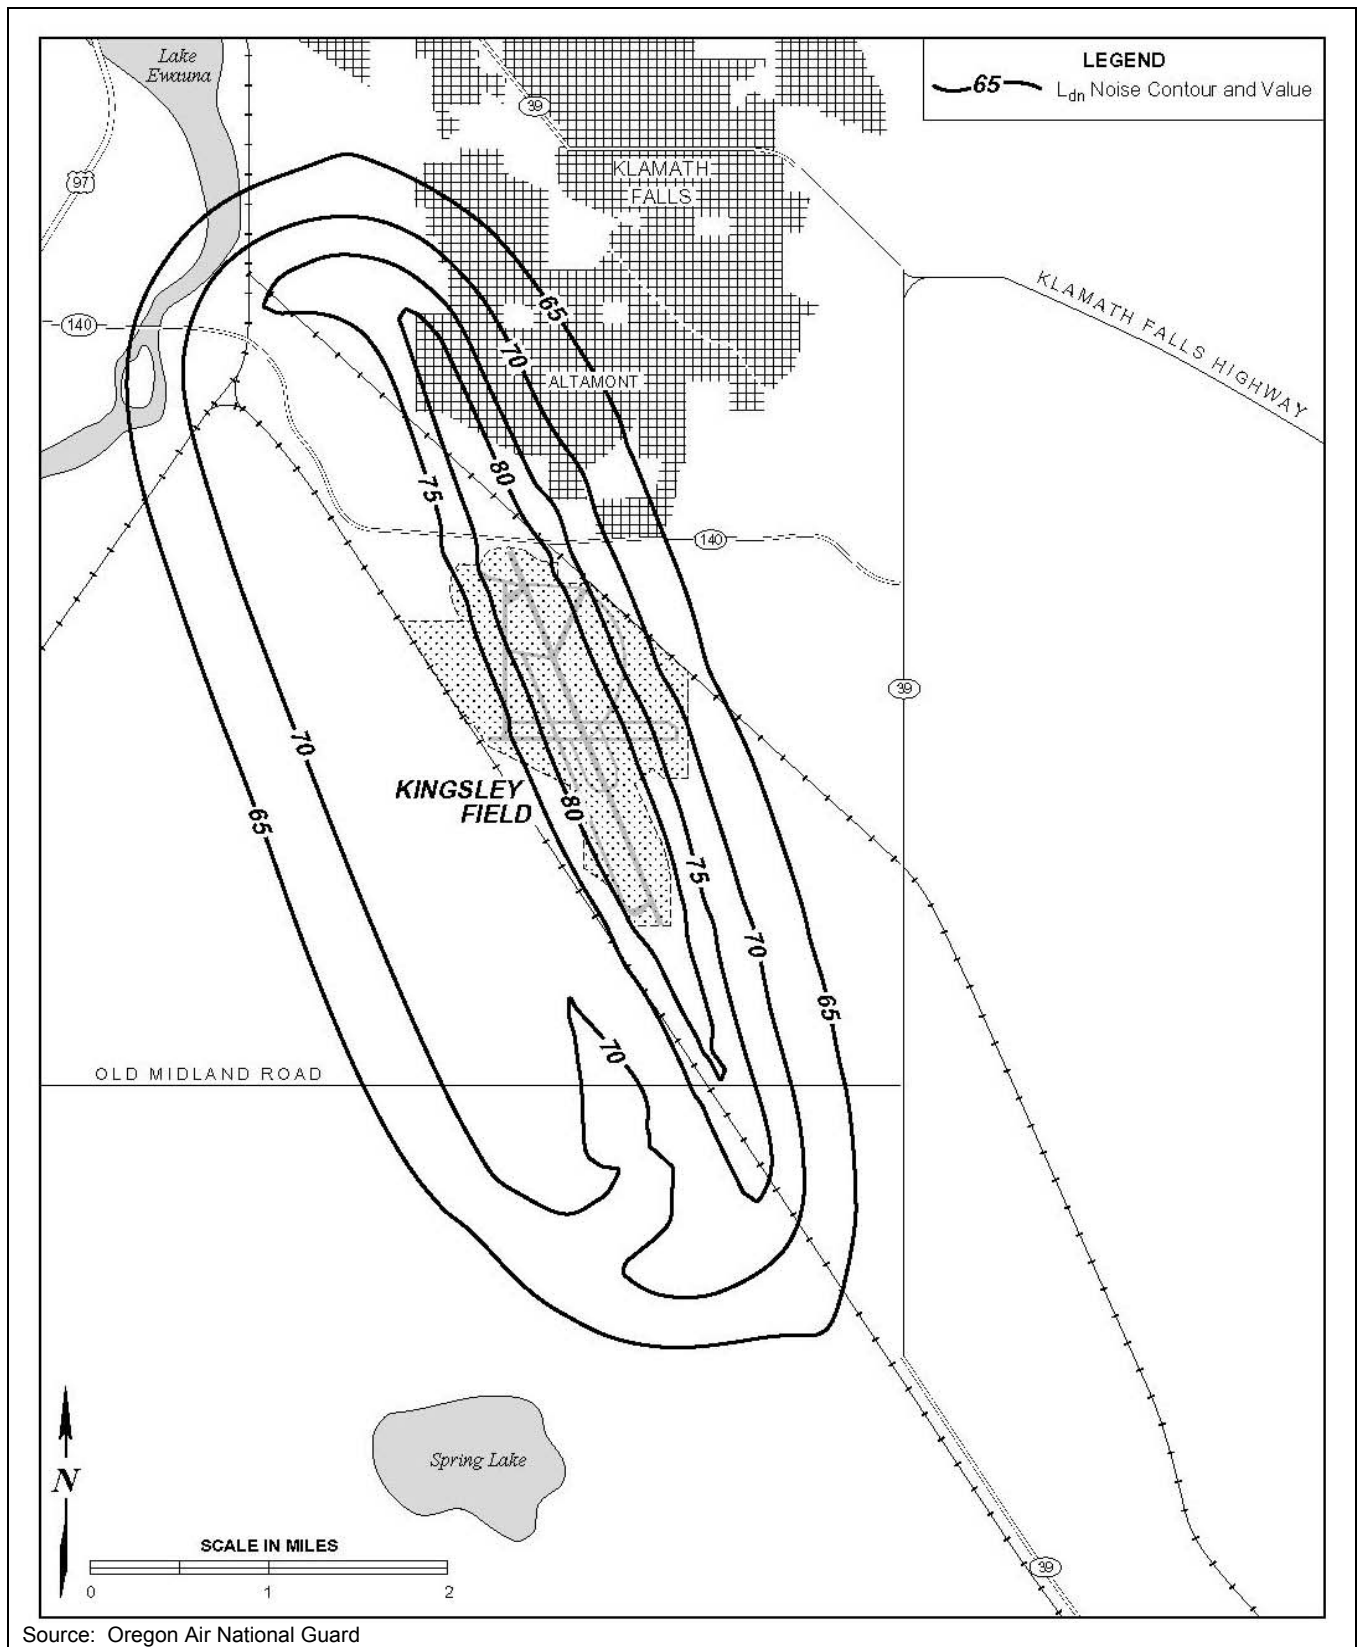 Lake
Ewauna
LEGEND
65 Ldn Noise Contour and Value
39
KLAMATH
FALLS
97
KLAMATH FALLS HIGHWAY
65
140
70
ALTAMONT
80
75
140
39
70
KINGSLEY
FIELD
80
65
75
70
65
70
OLD MIDLAND ROAD
Spring Lake
N
SCALE IN MILES
0 1 2
39
Source: Oregon Air National Guard